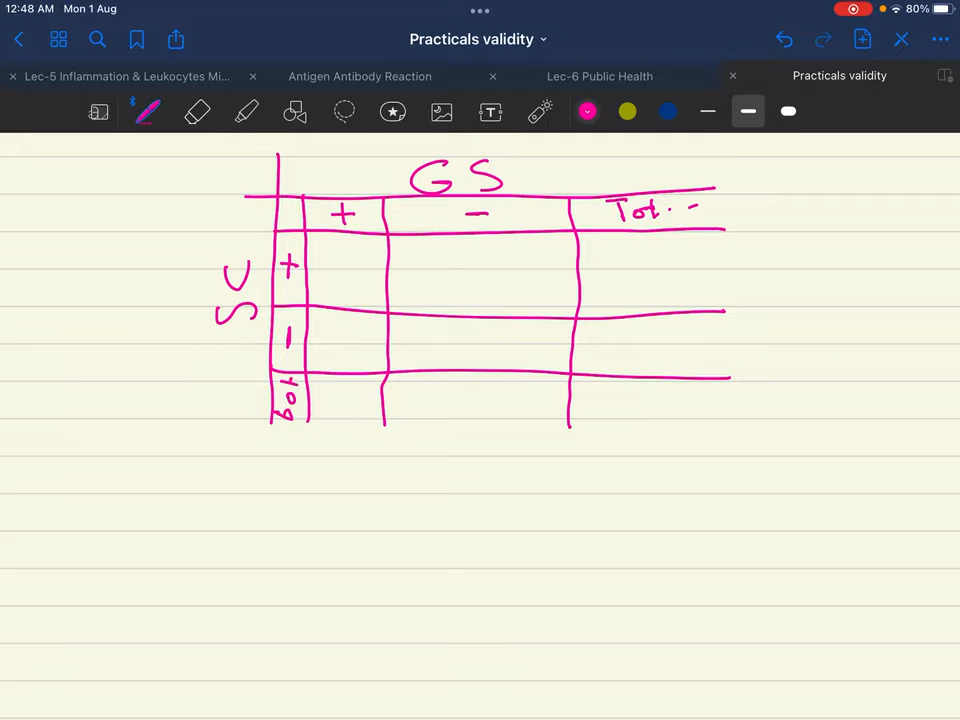 12:48 AM Mon 1 Aug 80%
Practicals validity
Lec-5 Inflammation & Leukocytes Mi... Antigen Antibody Reaction Lec-6 Public Health Practicals validity
T
GS
+ - Tot.
+
SC
-